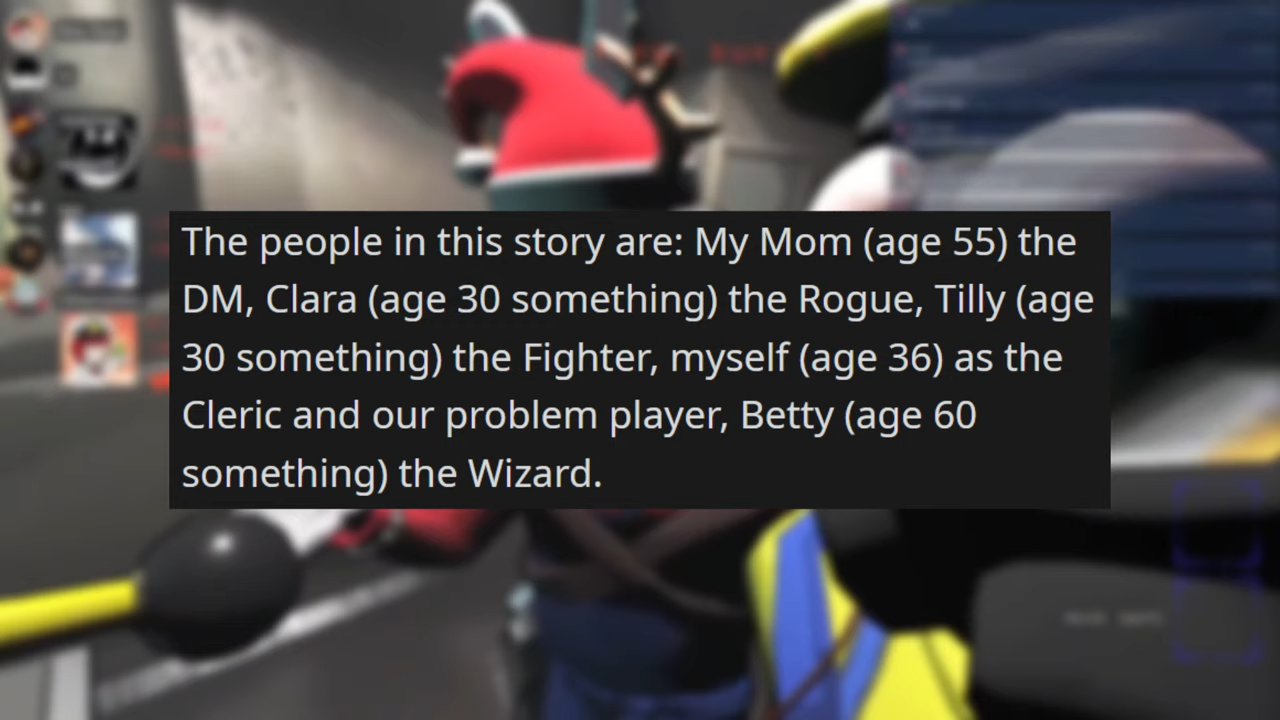 The people in this story are: My Mom (age 55) the
DM, Clara (age 30 something) the Rogue, Tilly (age
30 something) the Fighter, myself (age 36) as the
Cleric and our problem player, Betty (age 60
something) the Wizard.